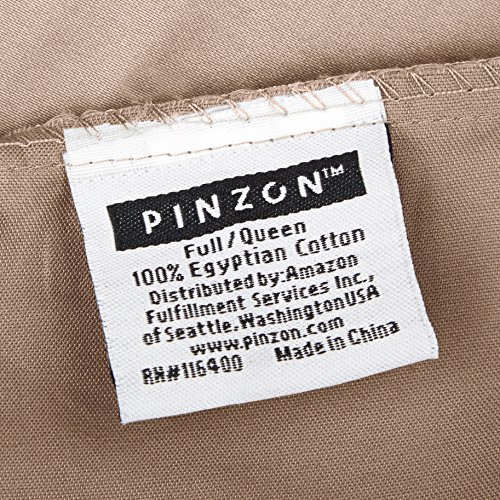 PINZON™
Full/Queen
100% Egyptian Cotton
Distributed by:Amazon
Fulfillment Services Inc.,
of Seattle,WashingtonUSA
www.pinzon.com
RN#116400 Made in China